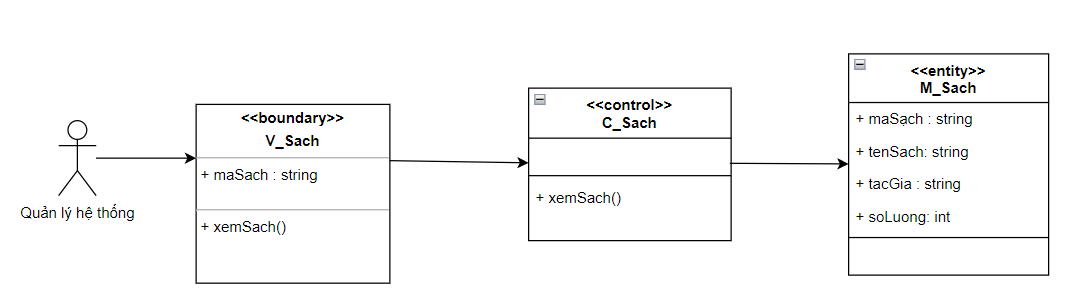 Quản lý hệ thống
<<boundary>>
V_Sach
+ maSach : string
+ xemSach()
<<control>>
C_Sach
+ xemSach()
<<entity>>
M_Sach
+ maSạch : string
+ tenSach: string
+ tacGia : string
+ soLuong: int